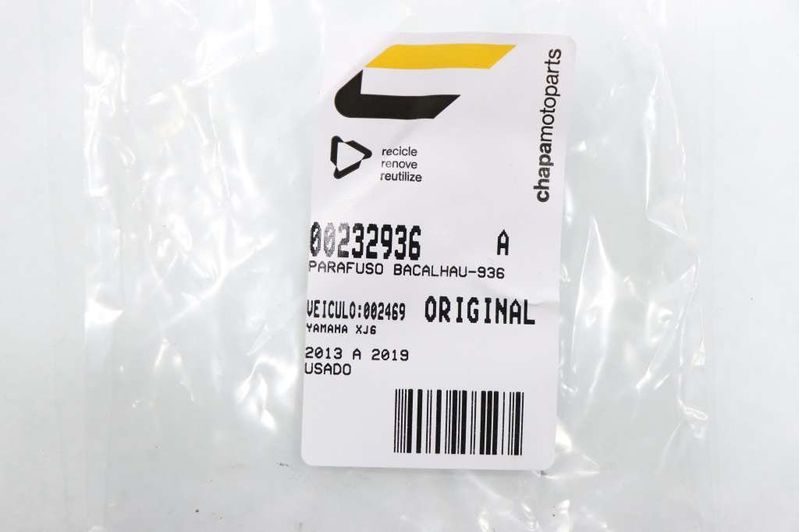 chapamotoparts
recicle
renove
reutilize
00232936 A
PARAFUSO BACALHAU-936
VEICULO:002469 ORIGINAL
YAMAHA XJ6
2013 A 2019
USADO